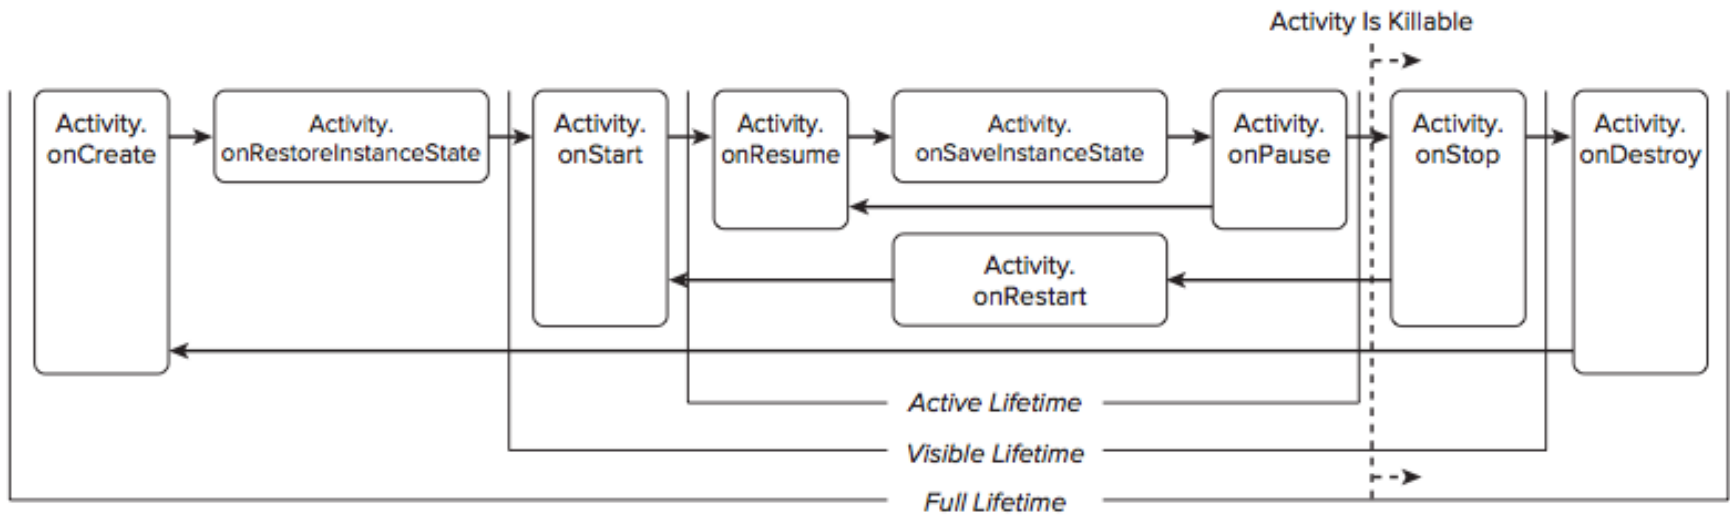 Activity Is Killable
Activity.
onCreate
Activity.
onRestoreInstanceState
Activity.
onStart
Activity.
onResume
Activity.
onSaveInstanceState
Activity.
onPause
Activity.
onStop
Activity.
onDestroy
Activity.
onRestart
Active Lifetime
Visible Lifetime
Full Lifetime